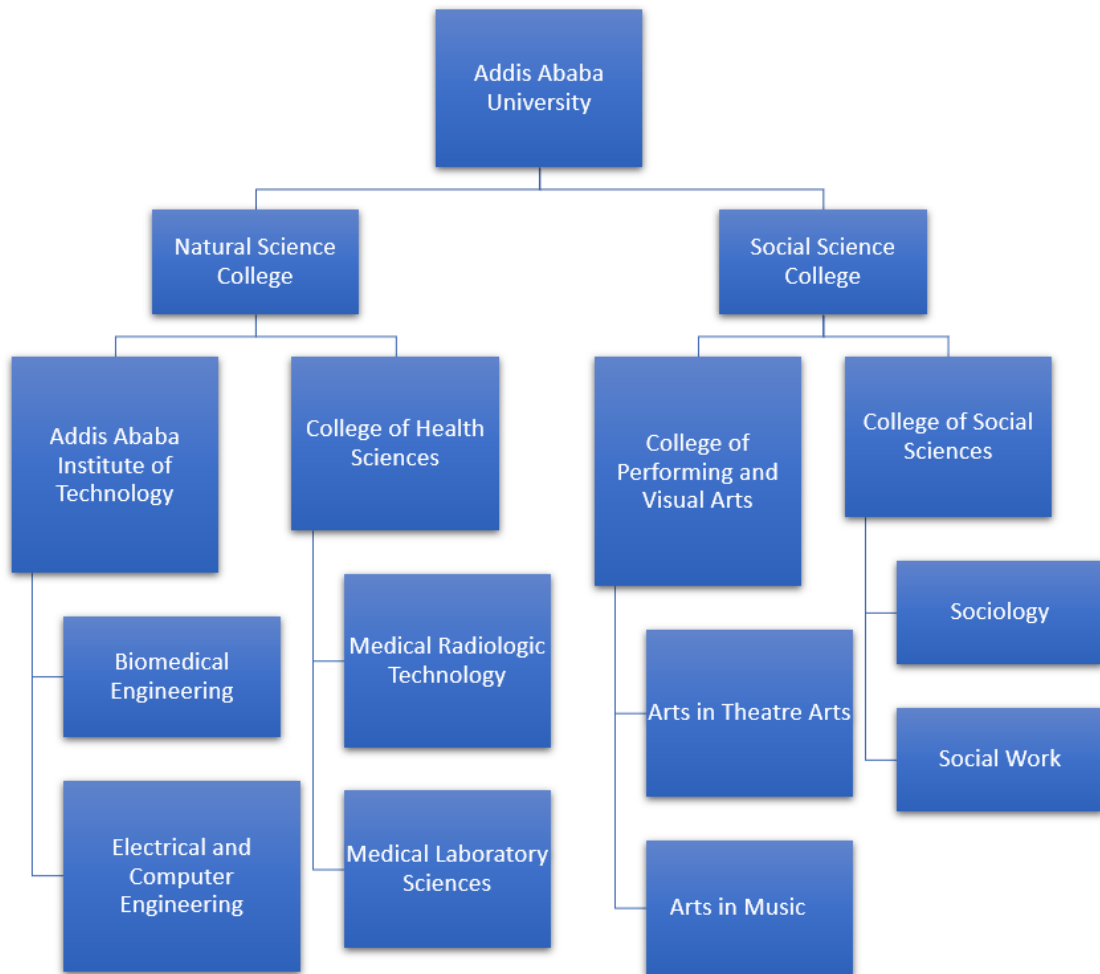 Addis Ababa
University
Natural Science
College
Social Science
College
Addis Ababa
Institute of
Technology
College of Health
Sciences
College of
Performing and
Visual Arts
College of Social
Sciences
Biomedical
Engineering
Electrical and
Computer
Engineering
Medical Radiologic
Technology
Medical Laboratory
Sciences
Arts in Theatre Arts
Arts in Music
Sociology
Social Work